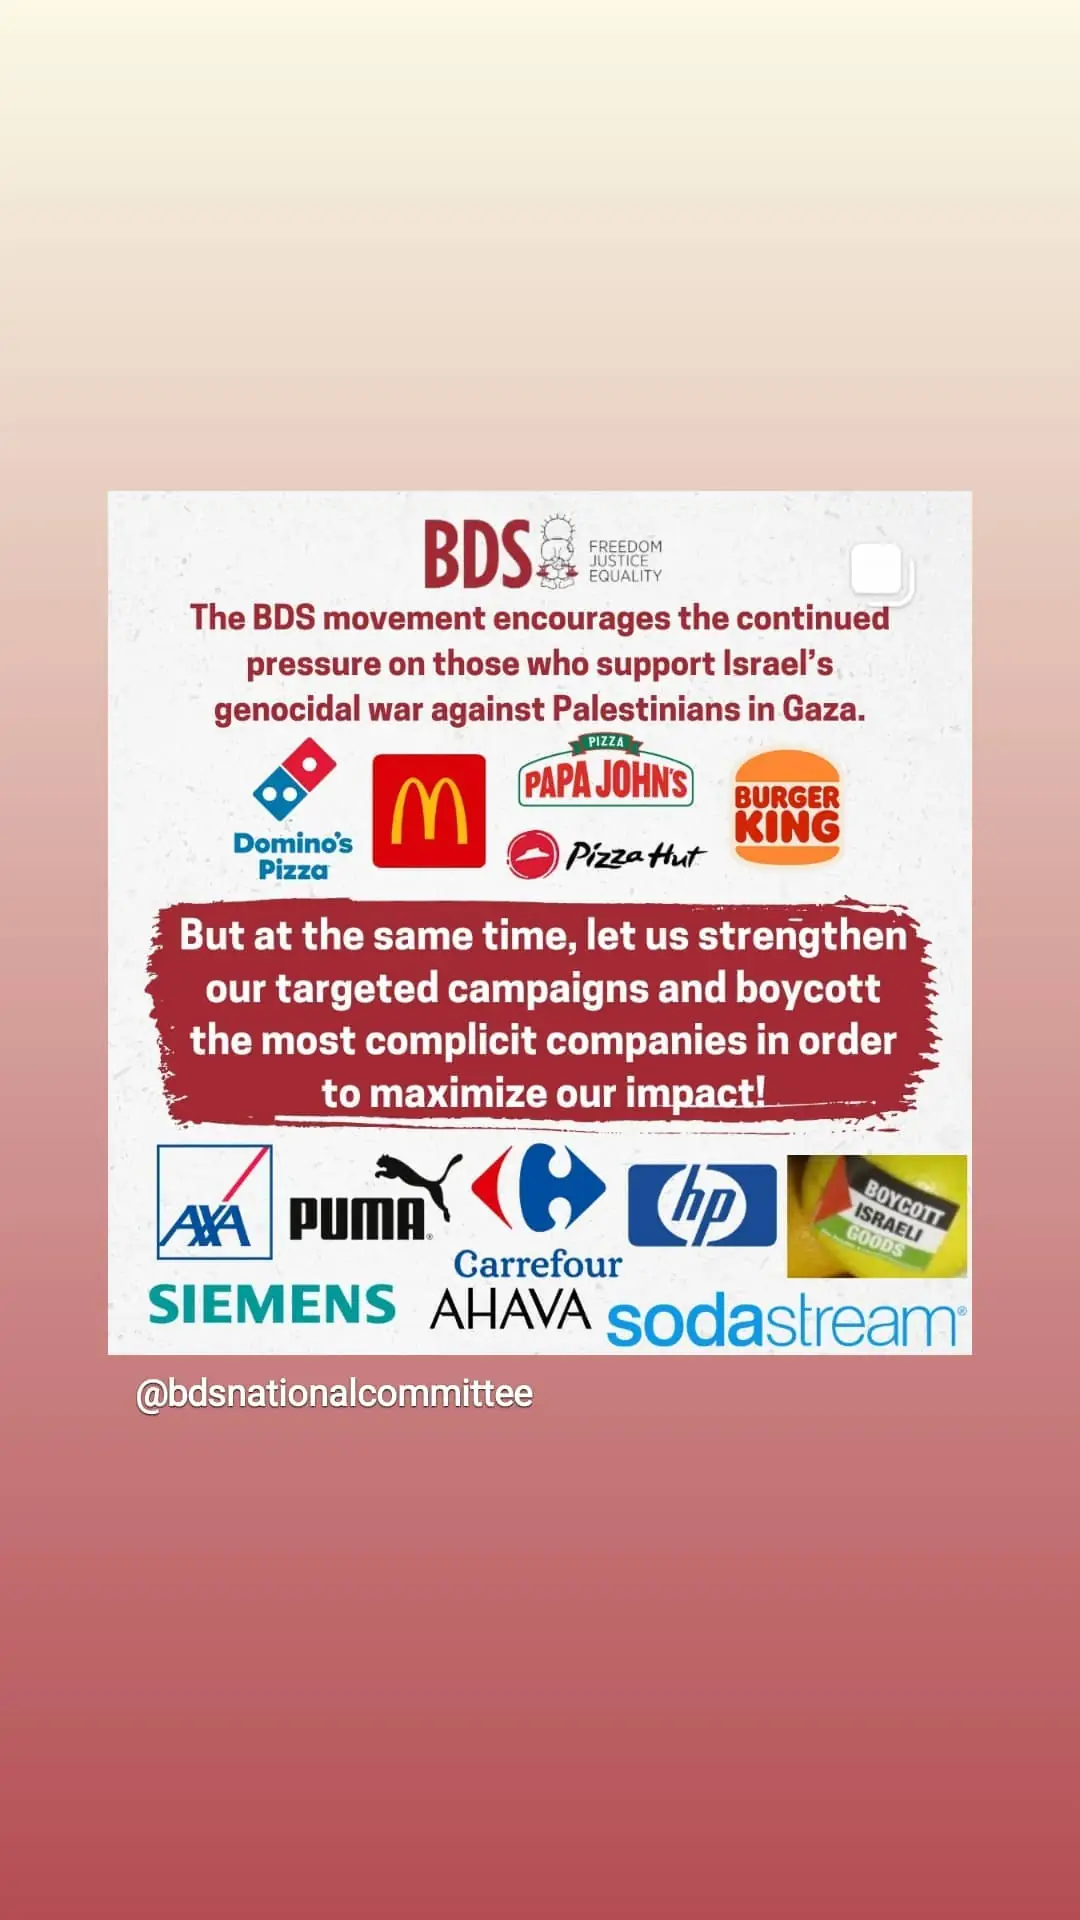 BDS
FREEDOM
JUSTICE
EQUALITY
The BDS movement encourages the continued
pressure on those who support Israel's
genocidal war against Palestinians in Gaza.
Domino's
Pizza
PIZZA
PAPA JOHN'S
Pizza Hut
BURGER
KING
But at the same time, let us strengthen
our targeted campaigns and boycott
the most complicit companies in order
to maximize our impact!
AXA
PUMA
Carrefour
hp
BOYCOTT
ISRAELI
GOODS
SIEMENS
AHAVA
sodastream®
@bdsnationalcommittee